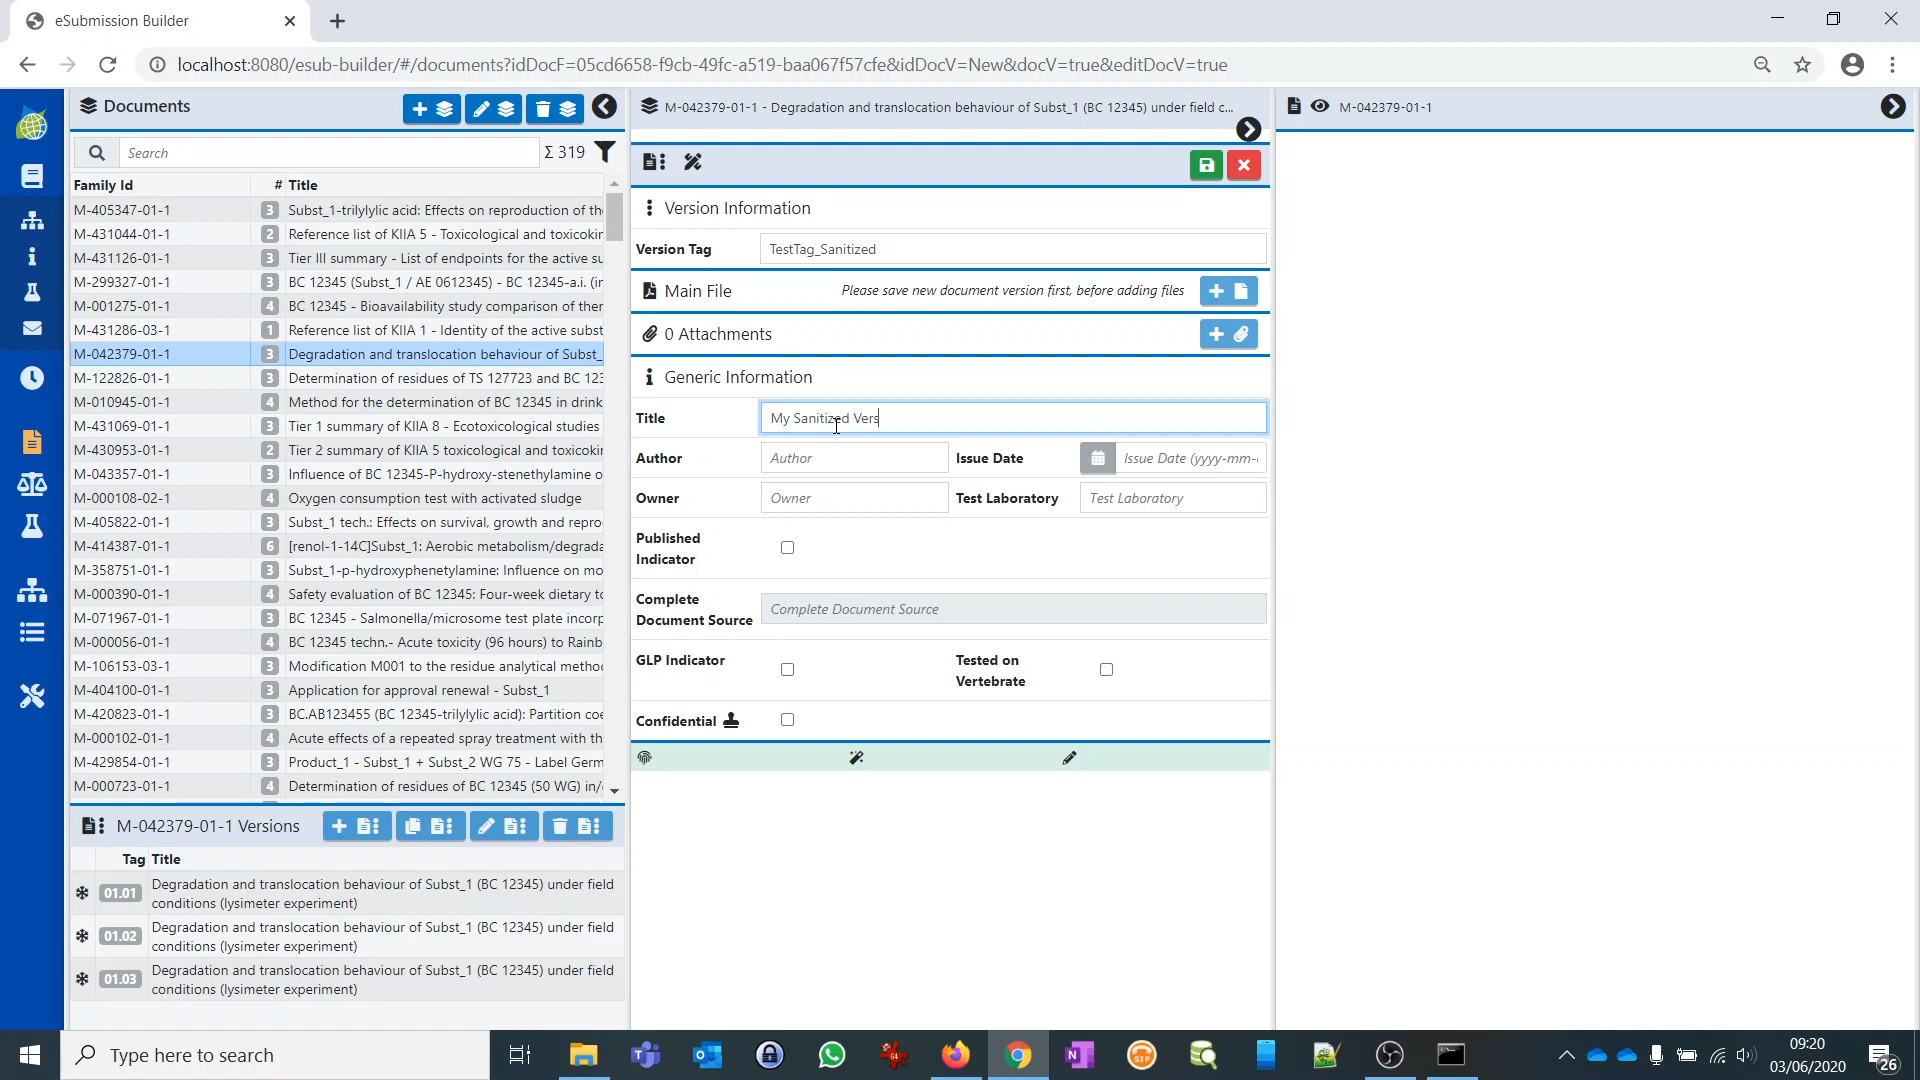 eSubmission Builder
localhost:8080/esub-builder/#/documents?idDocF=05cd6658-f9cb-49fc-a519-baa067f57cfe&idDocV=New&docV=true&editDocV=true
Documents
Search
Σ 319
Family Id # Title
M-405347-01-1 3 Subst_1-trilylylic acid: Effects on reproduction of the
M-431044-01-1 2 Reference list of KIIA 5 - Toxicological and toxicokin
M-431126-01-1 3 Tier III summary - List of endpoints for the active su
M-299327-01-1 3 BC 12345 (Subst_1 / AE 0612345) - BC 12345-a.i. (in
M-001275-01-1 4 BC 12345 - Bioavailability study comparison of ther
M-431286-03-1 1 Reference list of KIIA 1 - Identity of the active subst
M-042379-01-1 3 Degradation and translocation behaviour of Subst_
M-122826-01-1 3 Determination of residues of TS 127723 and BC 123
M-010945-01-1 4 Method for the determination of BC 12345 in drink
M-431069-01-1 3 Tier 1 summary of KIIA 8 - Ecotoxicological studies
M-430953-01-1 2 Tier 2 summary of KIIA 5 toxicological and toxicokin
M-043357-01-1 3 Influence of BC 12345-P-hydroxy-stenethylamine o
M-000108-02-1 4 Oxygen consumption test with activated sludge
M-405822-01-1 3 Subst_1 tech.: Effects on survival, growth and repro
M-414387-01-1 6 [renol-1-14C]Subst_1: Aerobic metabolism/degrada
M-358751-01-1 3 Subst_1-p-hydroxyphenetylamine: Influence on mo
M-000390-01-1 4 Safety evaluation of BC 12345: Four-week dietary to
M-071967-01-1 3 BC 12345 - Salmonella/microsome test plate incorp
M-000056-01-1 4 BC 12345 techn.- Acute toxicity (96 hours) to Rainb
M-106153-03-1 3 Modification M001 to the residue analytical metho
M-404100-01-1 3 Application for approval renewal - Subst_1
M-420823-01-1 3 BC.AB123455 (BC 12345-trilylylic acid): Partition coe
M-000102-01-1 4 Acute effects of a repeated spray treatment with th
M-429854-01-1 3 Product_1 - Subst_1 + Subst_2 WG 75 - Label Germ
M-000723-01-1 4 Determination of residues of BC 12345 (50 WG) in/
M-042379-01-1 Versions
Tag Title
01.01 Degradation and translocation behaviour of Subst_1 (BC 12345) under field
conditions (lysimeter experiment)
01.02 Degradation and translocation behaviour of Subst_1 (BC 12345) under field
conditions (lysimeter experiment)
01.03 Degradation and translocation behaviour of Subst_1 (BC 12345) under field
conditions (lysimeter experiment)
M-042379-01-1 - Degradation and translocation behaviour of Subst_1 (BC 12345) under field c...
Version Information
Version Tag TestTag_Sanitized
Main File Please save new document version first, before adding files
0 Attachments
Generic Information
Title My Sanitized Vers
Author Author Issue Date Issue Date (yyyy-mm-
Owner Owner Test Laboratory Test Laboratory
Published
Indicator
Complete
Document Source Complete Document Source
GLP Indicator Tested on
Vertebrate
Confidential
M-042379-01-1
Type here to search
64
SIP
09:20
03/06/2020
26